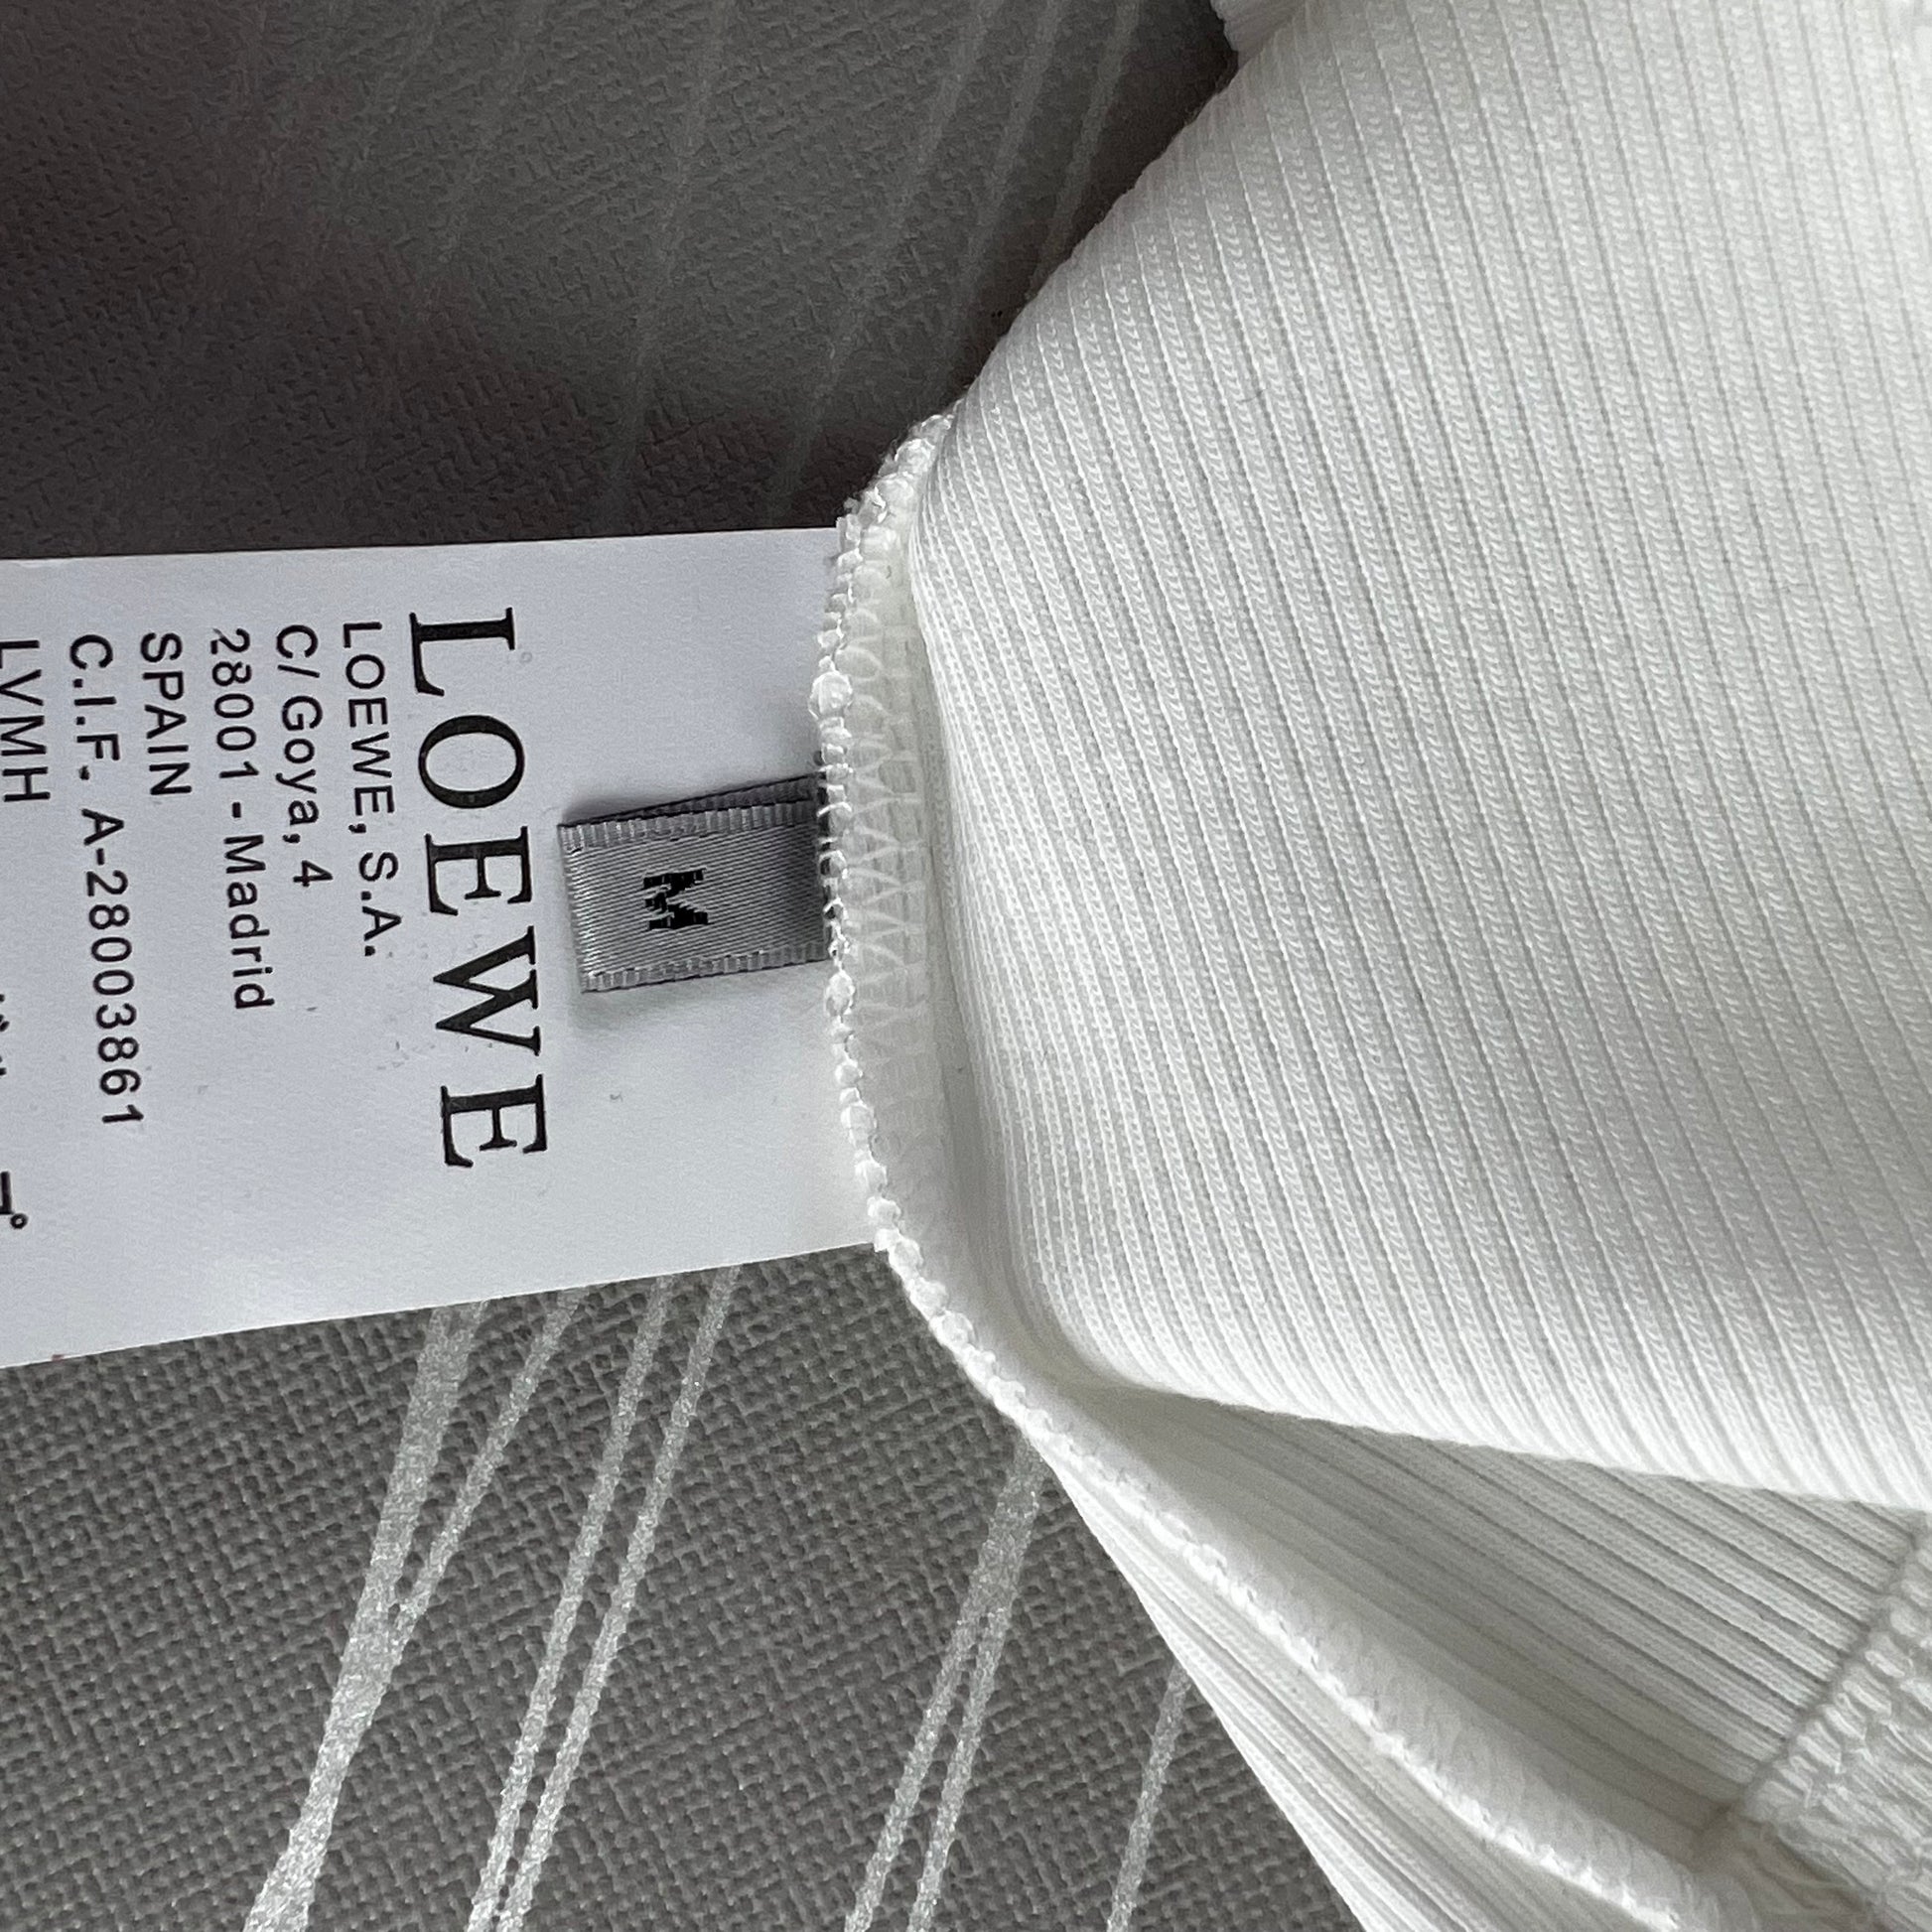 M
LOEWE
LOEWE, S.A.
C/Goya, 4
28001 - Madrid
SPAIN
C.I.F. A-28003861
LVMH